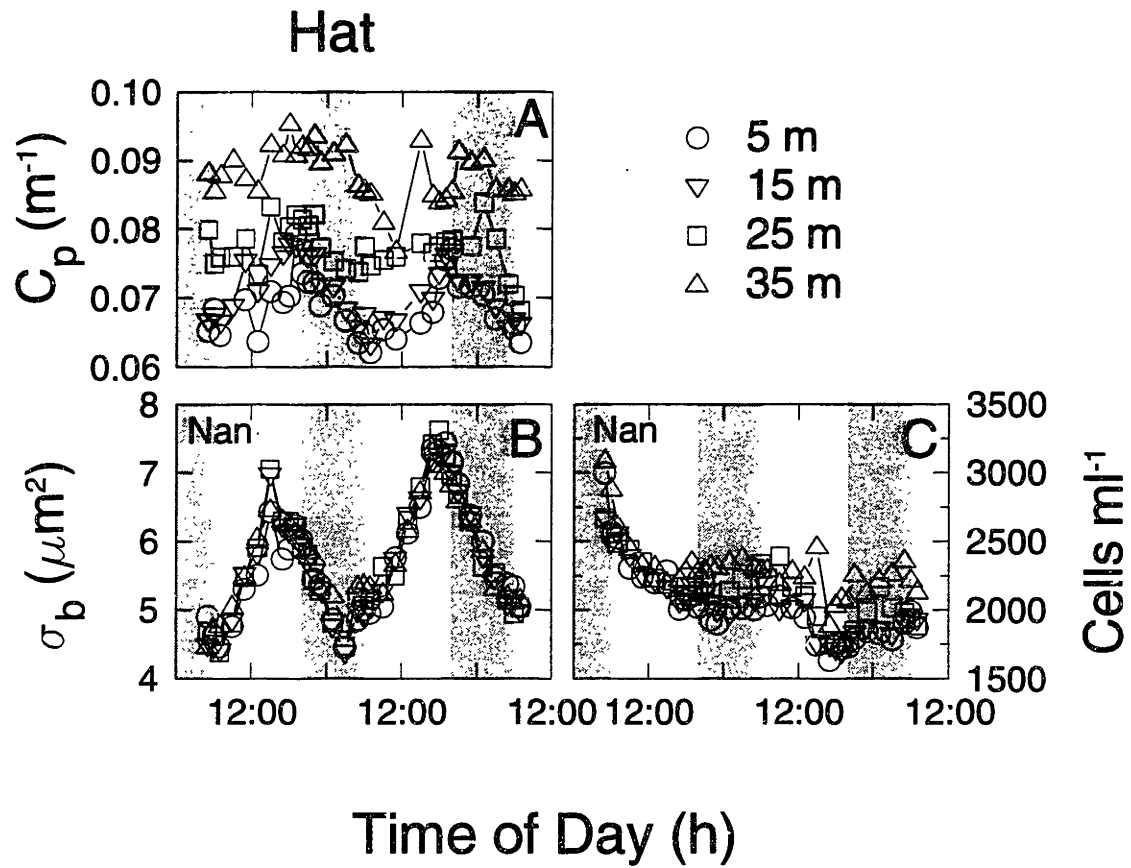 Hat
A
0.10
0.09
0.08
0.07
0.06
C_p (m⁻¹)
5 m
15 m
25 m
35 m
Nan B
8
7
6
5
4
σ_b (μm²)
Nan C
3500
3000
2500
2000
1500
Cells ml⁻¹
12:00 12:00 12:00 12:00 12:00 12:00
Time of Day (h)